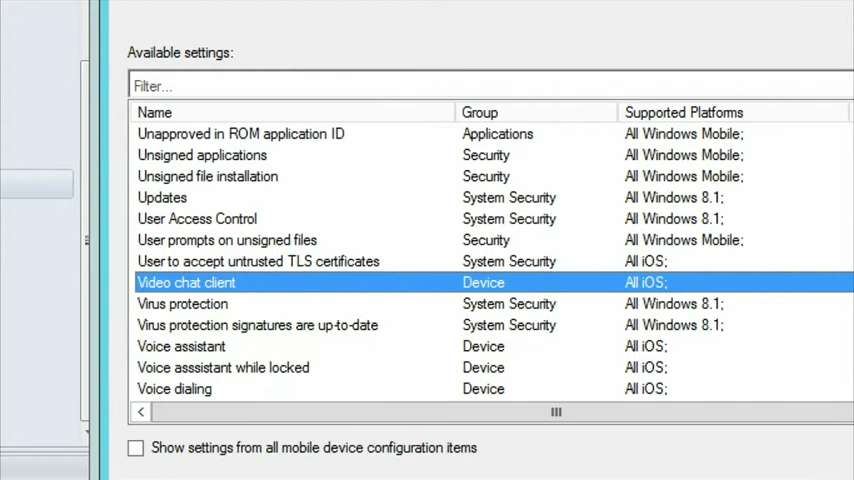 Available settings:
Filter...
Name Group Supported Platforms
Unapproved in ROM application ID Applications All Windows Mobile;
Unsigned applications Security All Windows Mobile;
Unsigned file installation Security All Windows Mobile;
Updates System Security All Windows 8.1;
User Access Control System Security All Windows 8.1;
User prompts on unsigned files Security All Windows Mobile;
User to accept untrusted TLS certificates System Security All iOS;
Video chat client Device All iOS;
Virus protection System Security All Windows 8.1;
Virus protection signatures are up-to-date System Security All Windows 8.1;
Voice assistant Device All iOS;
Voice asssistant while locked Device All iOS;
Voice dialing Device All iOS;
Show settings from all mobile device configuration items